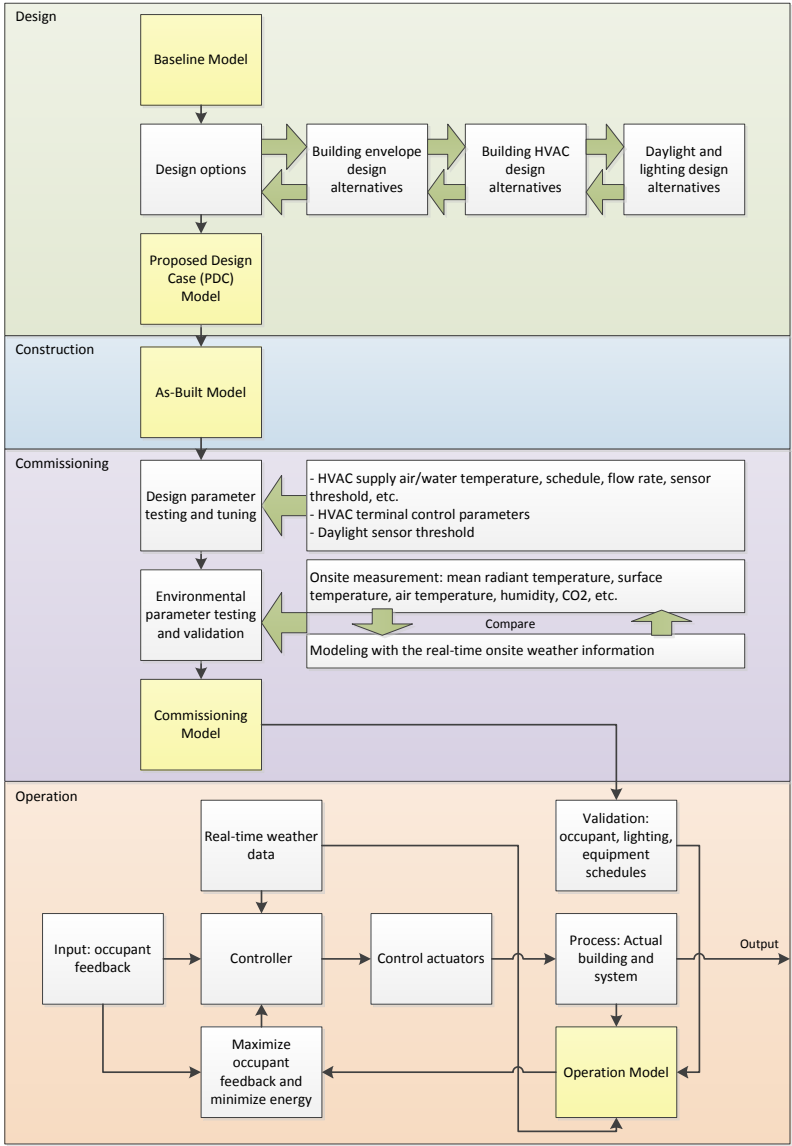 Design
Baseline Model
Design options
Building envelope
design
alternatives
Building HVAC
design
alternatives
Daylight and
lighting design
alternatives
Proposed Design
Case (PDC)
Model
Construction
As-Built Model
Commissioning
Design parameter
testing and tuning
- HVAC supply air/water temperature, schedule, flow rate, sensor
threshold, etc.
- HVAC terminal control parameters
- Daylight sensor threshold
Environmental
parameter testing
and validation
Onsite measurement: mean radiant temperature, surface
temperature, air temperature, humidity, CO2, etc.
Compare
Modeling with the real-time onsite weather information
Commissioning
Model
Operation
Real-time weather
data
Validation:
occupant, lighting,
equipment
schedules
Input: occupant
feedback
Controller
Control actuators
Process: Actual
building and
system
Output
Maximize
occupant
feedback and
minimize energy
Operation Model